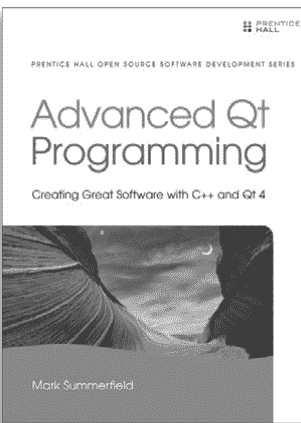 PRENTICE
HALL
PRENTICE HALL OPEN SOURCE SOFTWARE DEVELOPMENT SERIES
Advanced Qt
Programming
Creating Great Software with C++ and Qt 4
Mark Summerfield